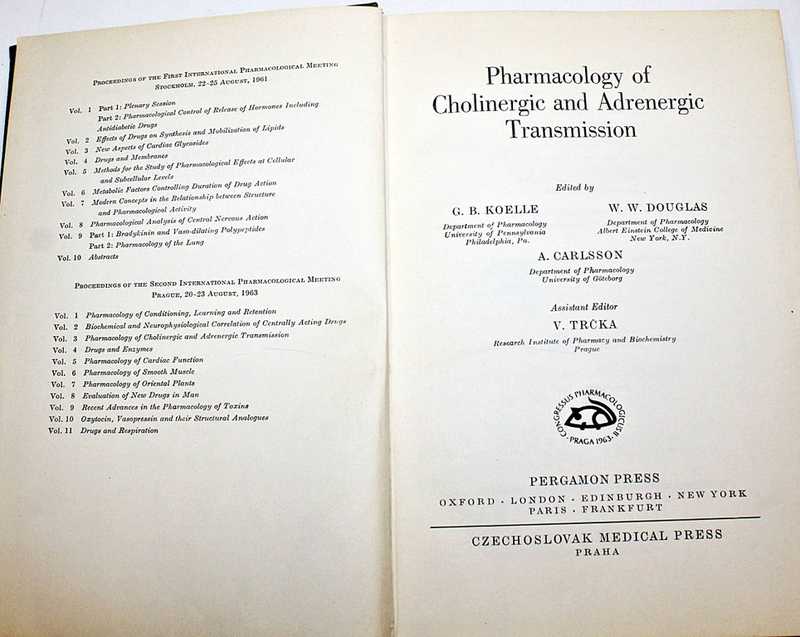 PROCEEDINGS OF THE FIRST INTERNATIONAL PHARMACOLOGICAL MEETING
STOCKHOLM, 22-25 AUGUST, 1961
Vol. 1 Part 1: Plenary Session
Part 2: Pharmacological Control of Release of Hormones Including
Antidiabetic Drugs
Vol. 2 Effects of Drugs on Synthesis and Mobilization of Lipids
Vol. 3 New Aspects of Cardiac Glycosides
Vol. 4 Drugs and Membranes
Vol. 5 Methods for the Study of Pharmacological Effects at Cellular
and Subcellular Levels
Vol. 6 Metabolic Factors Controlling Duration of Drug Action
Vol. 7 Modern Concepts in the Relationship between Structure
and Pharmacological Activity
Vol. 8 Pharmacological Analysis of Central Nervous Action
Vol. 9 Part 1: Bradykinin and Vaso-dilating Polypeptides
Part 2: Pharmacology of the Lung
Vol. 10 Abstracts
PROCEEDINGS OF THE SECOND INTERNATIONAL PHARMACOLOGICAL MEETING
PRAGUE, 20-23 AUGUST, 1963
Vol. 1 Pharmacology of Conditioning, Learning and Retention
Vol. 2 Biochemical and Neurophysiological Correlation of Centrally Acting Drugs
Vol. 3 Pharmacology of Cholinergic and Adrenergic Transmission
Vol. 4 Drugs and Enzymes
Vol. 5 Pharmacology of Cardiac Function
Vol. 6 Pharmacology of Smooth Muscle
Vol. 7 Pharmacology of Oriental Plants
Vol. 8 Evaluation of New Drugs in Man
Vol. 9 Recent Advances in the Pharmacology of Toxins
Vol. 10 Oxytocin, Vasopressin and their Structural Analogues
Vol. 11 Drugs and Respiration
Pharmacology of
Cholinergic and Adrenergic
Transmission
Edited by
G. B. KOELLE
Department of Pharmacology
University of Pennsylvania
Philadelphia, Pa.
W. W. DOUGLAS
Department of Pharmacology
Albert Einstein College of Medicine
New York, N.Y.
A. CARLSSON
Department of Pharmacology
University of Göteborg
Assistant Editor
V. TRČKA
Research Institute of Pharmacy and Biochemistry
Prague
CONGRESSUS PHARMACOLOGICUS II
· PRAGA 1963 ·
PERGAMON PRESS
OXFORD · LONDON · EDINBURGH · NEW YORK
PARIS · FRANKFURT
CZECHOSLOVAK MEDICAL PRESS
PRAHA